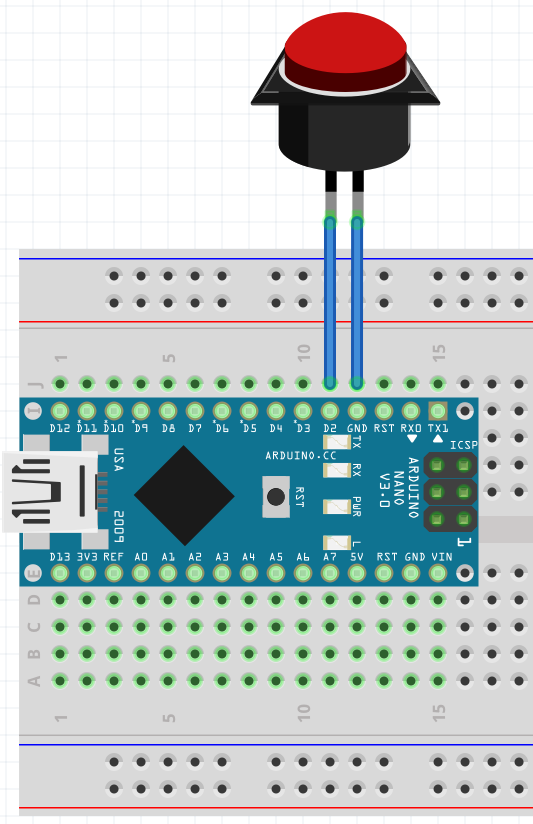 1 5 10 15
J
I
D12 D11 D10 D9 D8 D7 D6 D5 D4 D3 D2 GND RST RX0 TX1
TX
ICSP
ARDUINO.CC
USA
RX
ARDUINO
NANO
V3.0
RST
PWR
2009
L
1
D13 3V3 REF A0 A1 A2 A3 A4 A5 A6 A7 5V RST GND VIN
E
D
C
B
A
1 5 10 15